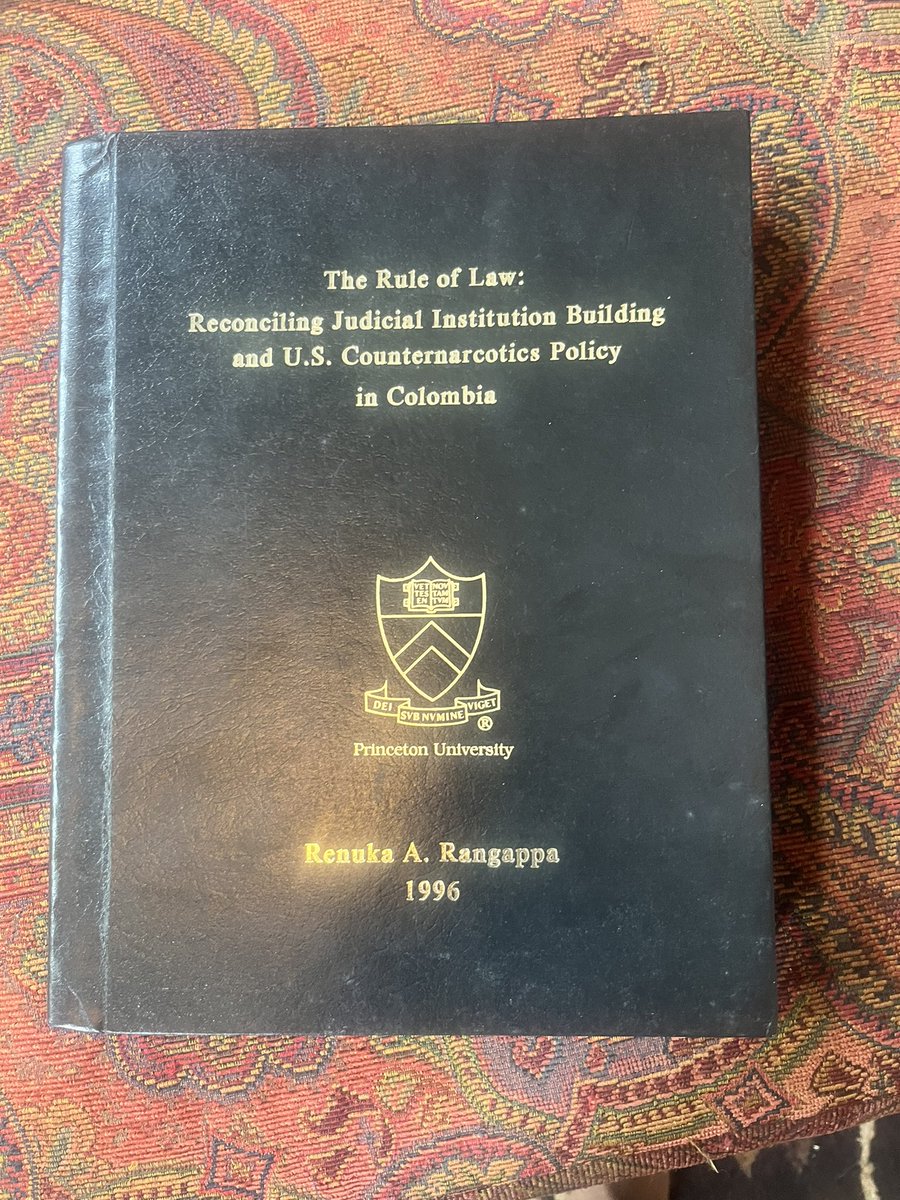 The Rule of Law:
Reconciling Judicial Institution Building
and U.S. Counternarcotics Policy
in Colombia
VET NOV
TES TAM
EN TVM
DEI SVB NVMINE VIGET
®
Princeton University
Renuka A. Rangappa
1996